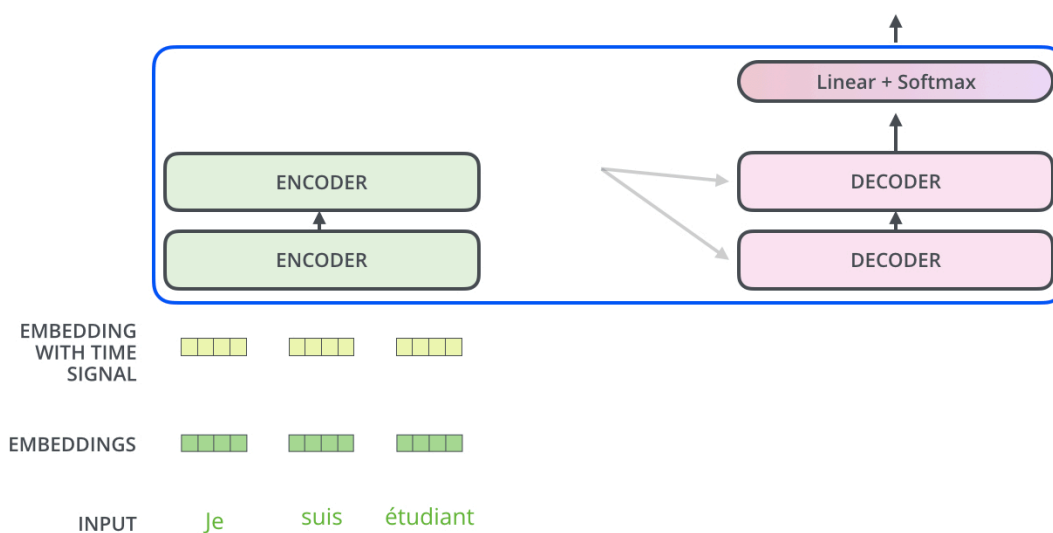 Linear + Softmax
ENCODER
DECODER
ENCODER
DECODER
EMBEDDING
WITH TIME
SIGNAL
EMBEDDINGS
INPUT
Je
suis
étudiant